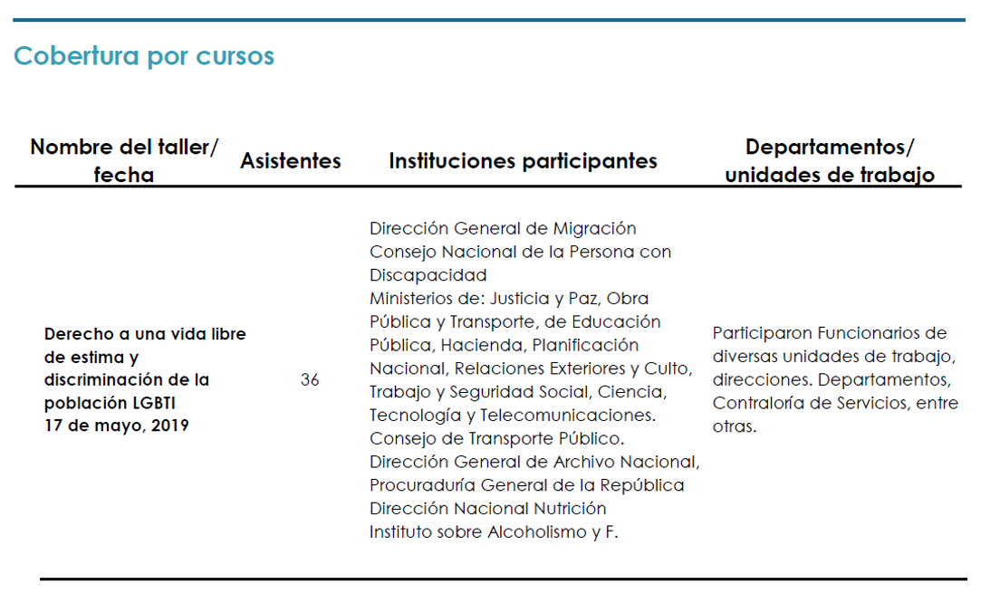 Cobertura por cursos
Nombre del taller/
fecha
Asistentes
Instituciones participantes
Departamentos/
unidades de trabajo
Derecho a una vida libre
de estima y
discriminación de la
población LGBTI
17 de mayo, 2019
36
Dirección General de Migración
Consejo Nacional de la Persona con
Discapacidad
Ministerios de: Justicia y Paz, Obra
Pública y Transporte, de Educación
Pública, Hacienda, Planificación
Nacional, Relaciones Exteriores y Culto,
Trabajo y Seguridad Social, Ciencia,
Tecnología y Telecomunicaciones.
Consejo de Transporte Público.
Dirección General de Archivo Nacional,
Procuraduría General de la República
Dirección Nacional Nutrición
Instituto sobre Alcoholismo y F.
Participaron Funcionarios de
diversas unidades de trabajo,
direcciones. Departamentos,
Contraloría de Servicios, entre
otras.